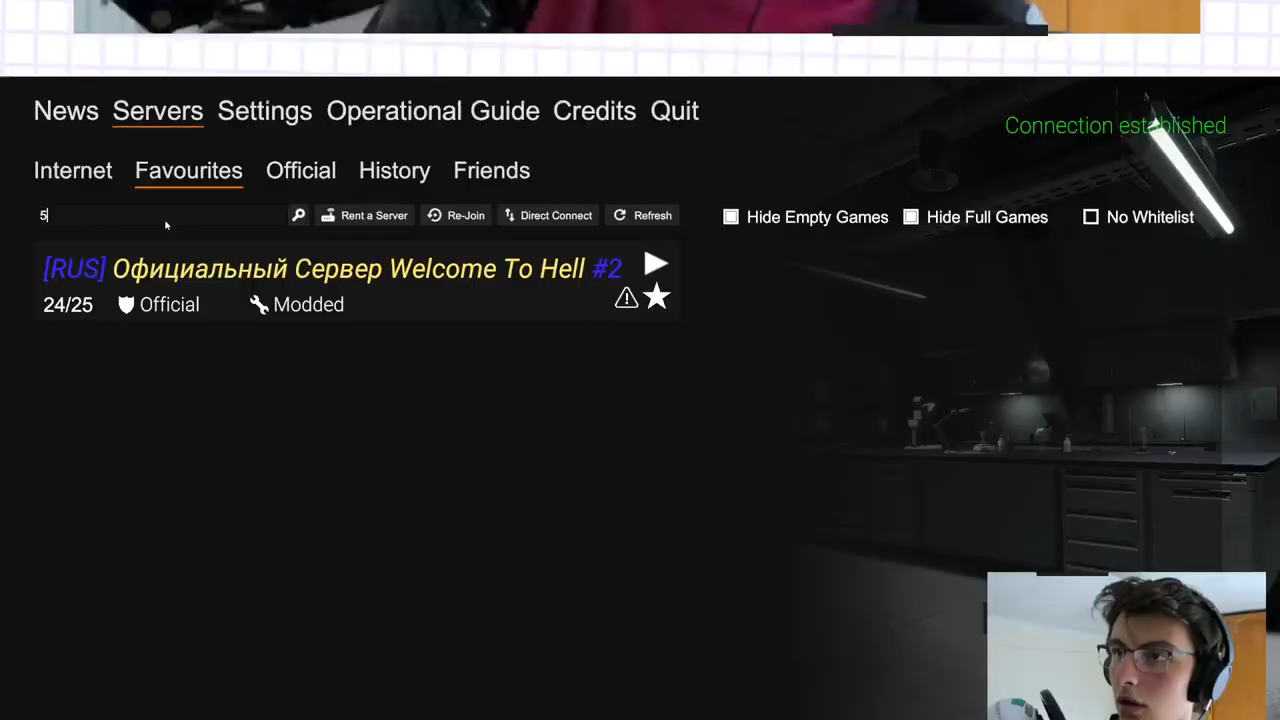 News Servers Settings Operational Guide Credits Quit
Connection established
Internet Favourites Official History Friends
5
Rent a Server Re-Join Direct Connect Refresh
Hide Empty Games Hide Full Games No Whitelist
[RUS] Официальный Сервер Welcome To Hell #2
24/25 Official Modded